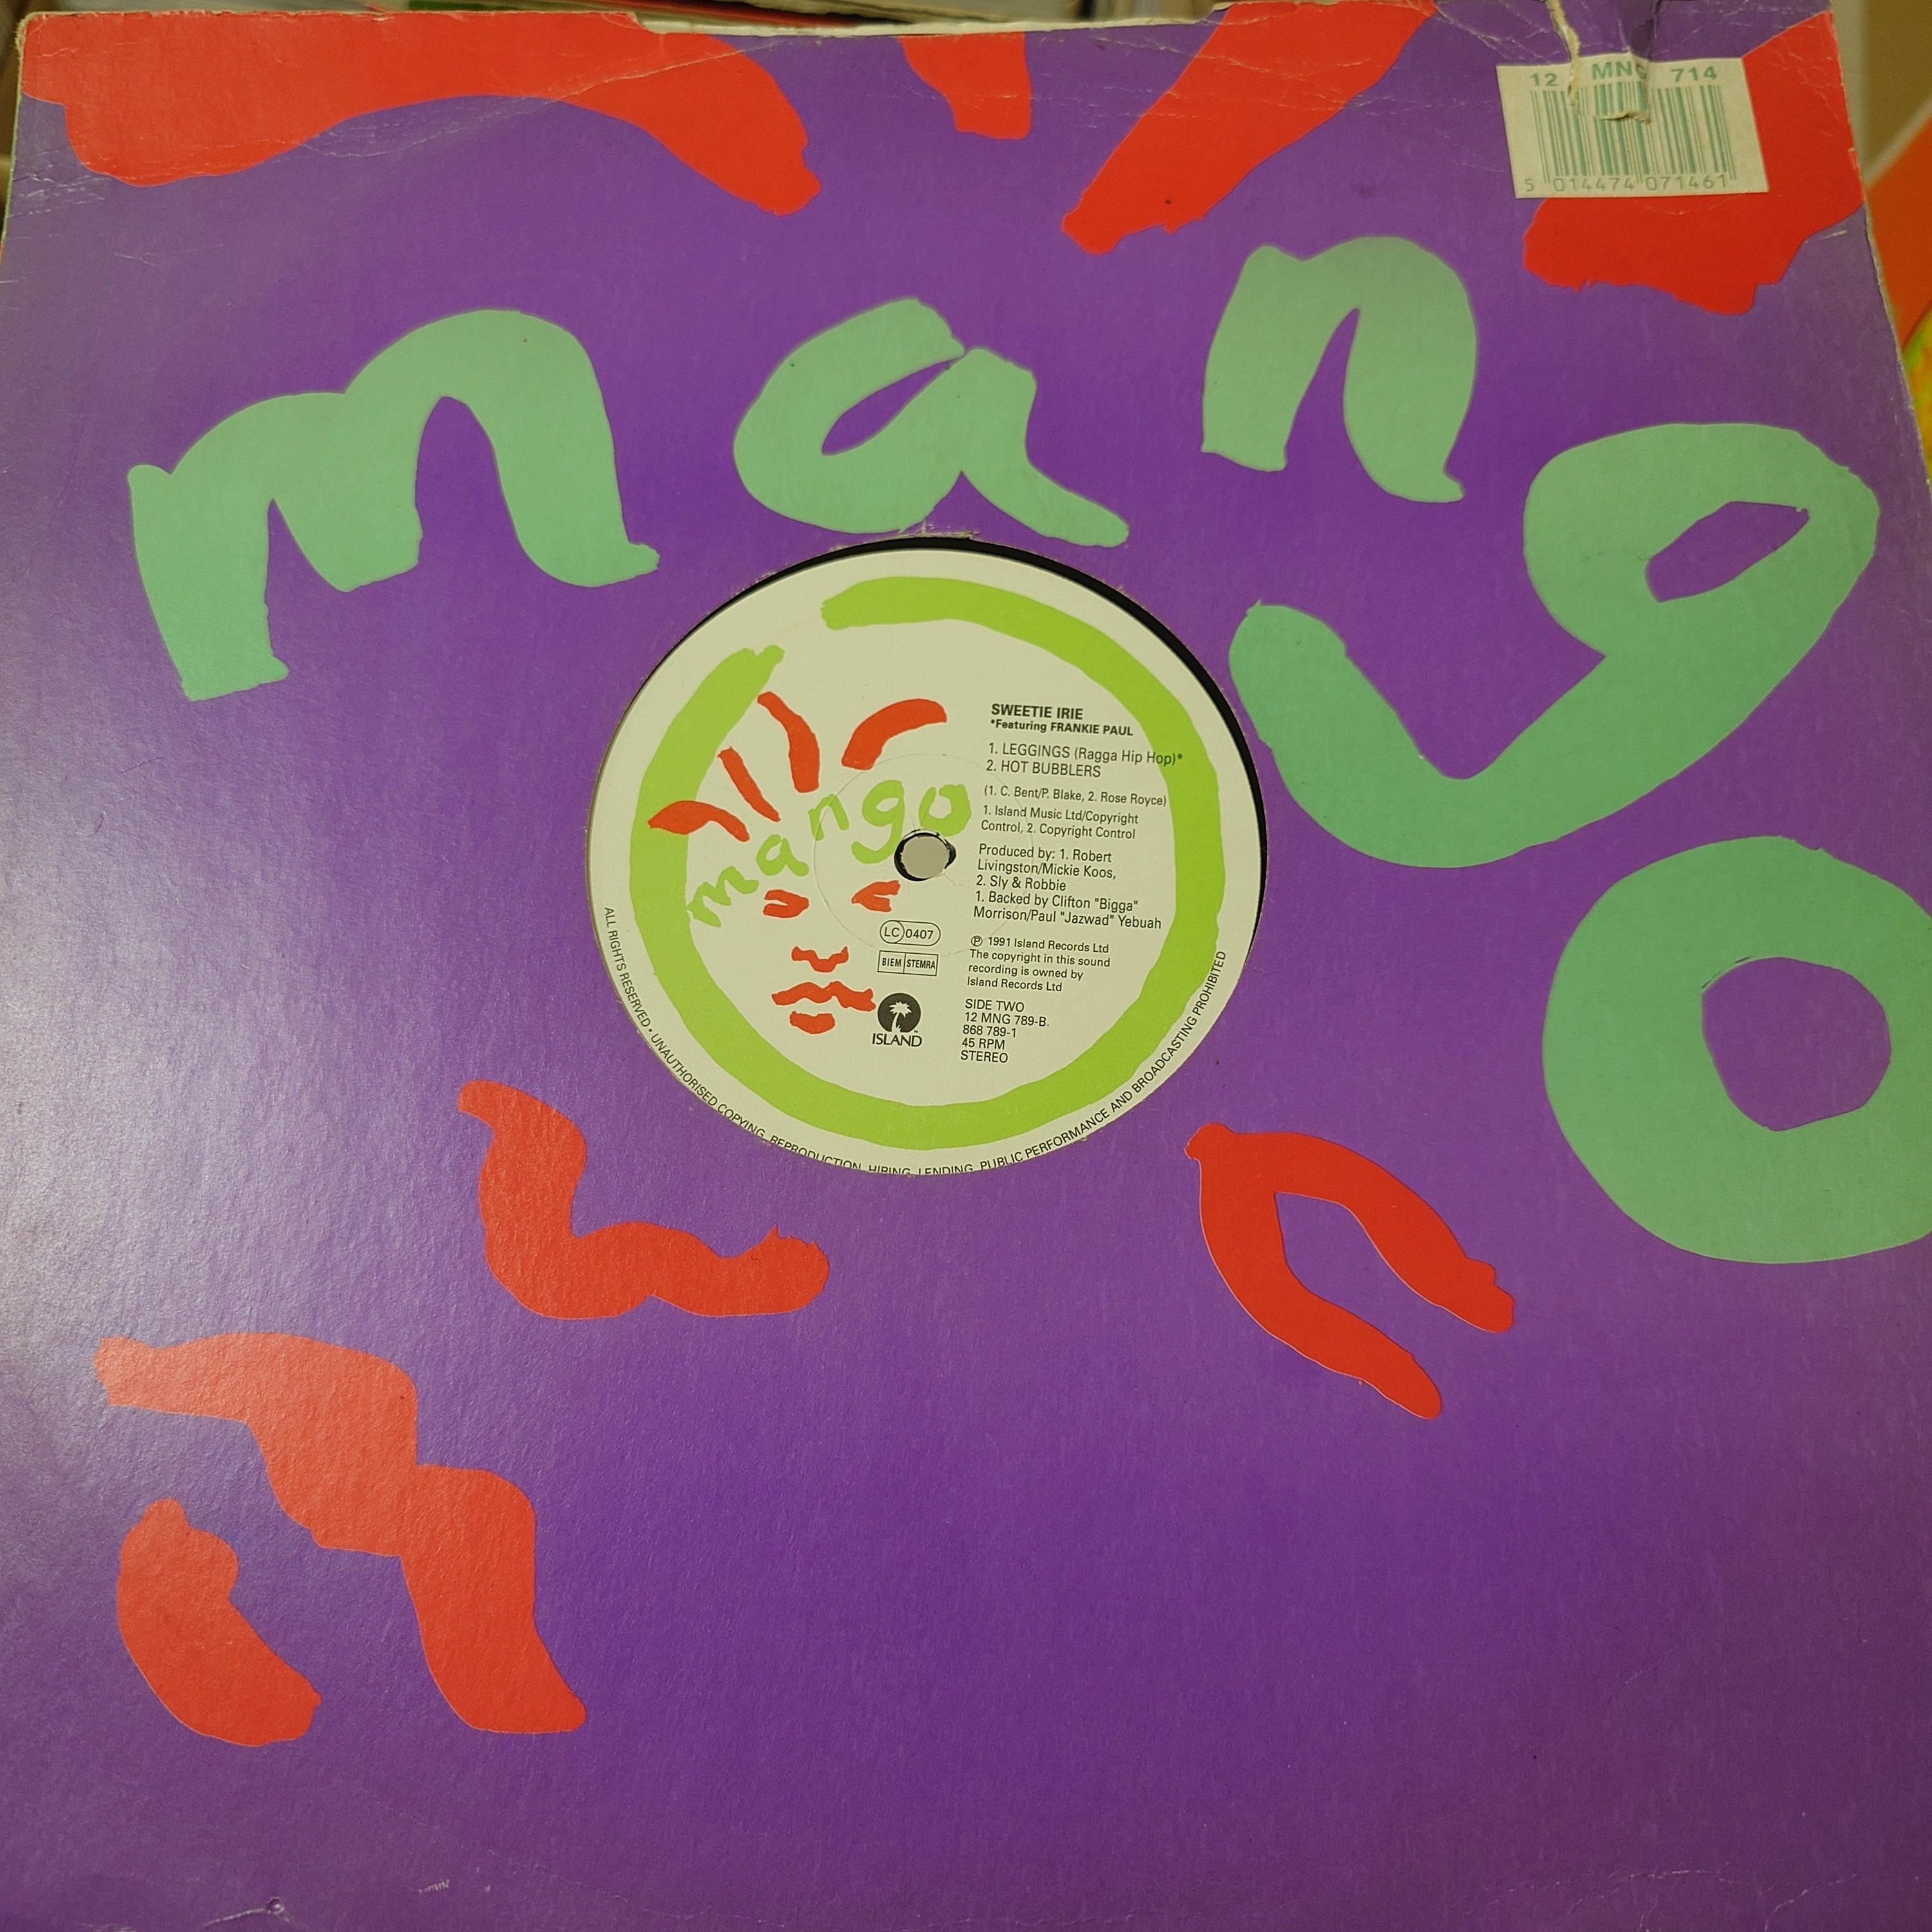 12 MNG 714
5 014474 071461
mango
SWEETIE IRIE
*Featuring FRANKIE PAUL
1. LEGGINGS (Ragga Hip Hop)*
2. HOT BUBBLERS
(1. C. Bent/P. Blake, 2. Rose Royce)
1. Island Music Ltd/Copyright
Control, 2. Copyright Control
Produced by: 1. Robert
Livingston/Mickie Koos,
2. Sly & Robbie
1. Backed by Clifton "Bigga"
Morrison/Paul "Jazwad" Yebuah
℗ 1991 Island Records Ltd
The copyright in this sound
recording is owned by
Island Records Ltd
SIDE TWO
12 MNG 789-B.
868 789-1
45 RPM
STEREO
mango
LC 0407
BIEM STEMRA
ISLAND
ALL RIGHTS RESERVED • UNAUTHORISED COPYING, REPRODUCTION, HIRING, LENDING, PUBLIC PERFORMANCE AND BROADCASTING PROHIBITED